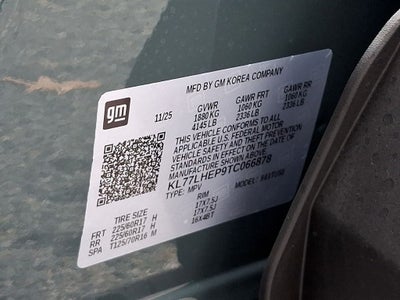 gm
MFD BY GM KOREA COMPANY
11/25 GVWR GAWR FRT GAWR RR
1880 KG 1060 KG 1060 KG
4145 LB 2336 LB 2336 LB
THIS VEHICLE CONFORMS TO ALL
APPLICABLE U.S. FEDERAL MOTOR
VEHICLE SAFETY AND THEFT PREVENTION
STANDARDS IN EFFECT ON THE DATE OF
MANUFACTURE SHOWN ABOVE.
KL77LHEP9TC066878
TYPE: MPV MODEL:
TIRE SIZE RIM
FRT 225/60R17 H 17X7.5J
RR 225/60R17 H 17X7.5J
SPA T125/70R16 M 16X4BT